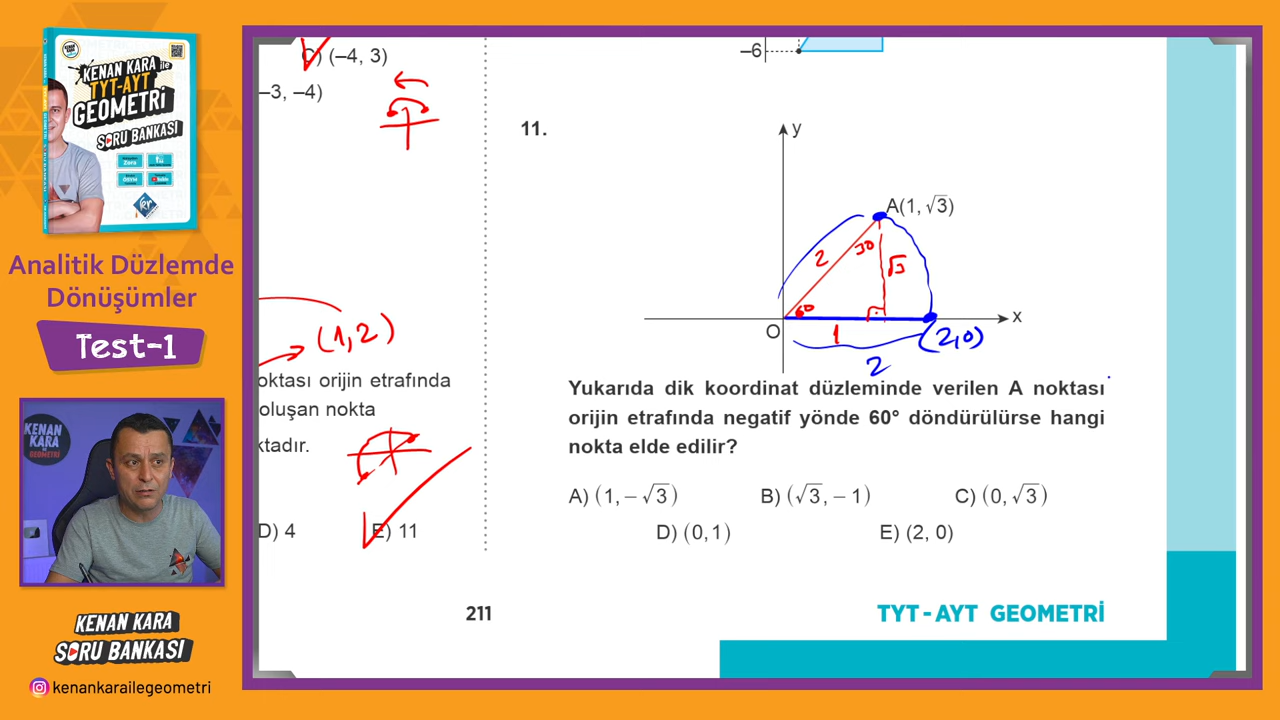 KENAN KARA ile
TYT-AYT
GEOMETRİ
SORU BANKASI
Analitik Düzlemde
Dönüşümler
Test-1
KENAN KARA
GEOMETRİ
KENAN KARA
SORU BANKASI
kenankarailegeometri
C) (–4, 3)
–3, –4)
(1,2)
oktası orijin etrafında
oluşan nokta
ktadır.
D) 4 E) 11
211
–6
11.
y
A(1, √3)
2
30
√3
60
O
1
x
(2,0)
2
Yukarıda dik koordinat düzleminde verilen A noktası
orijin etrafında negatif yönde 60° döndürülürse hangi
nokta elde edilir?
A) (1, – √3) B) (√3, – 1) C) (0, √3)
D) (0, 1) E) (2, 0)
TYT - AYT GEOMETRİ